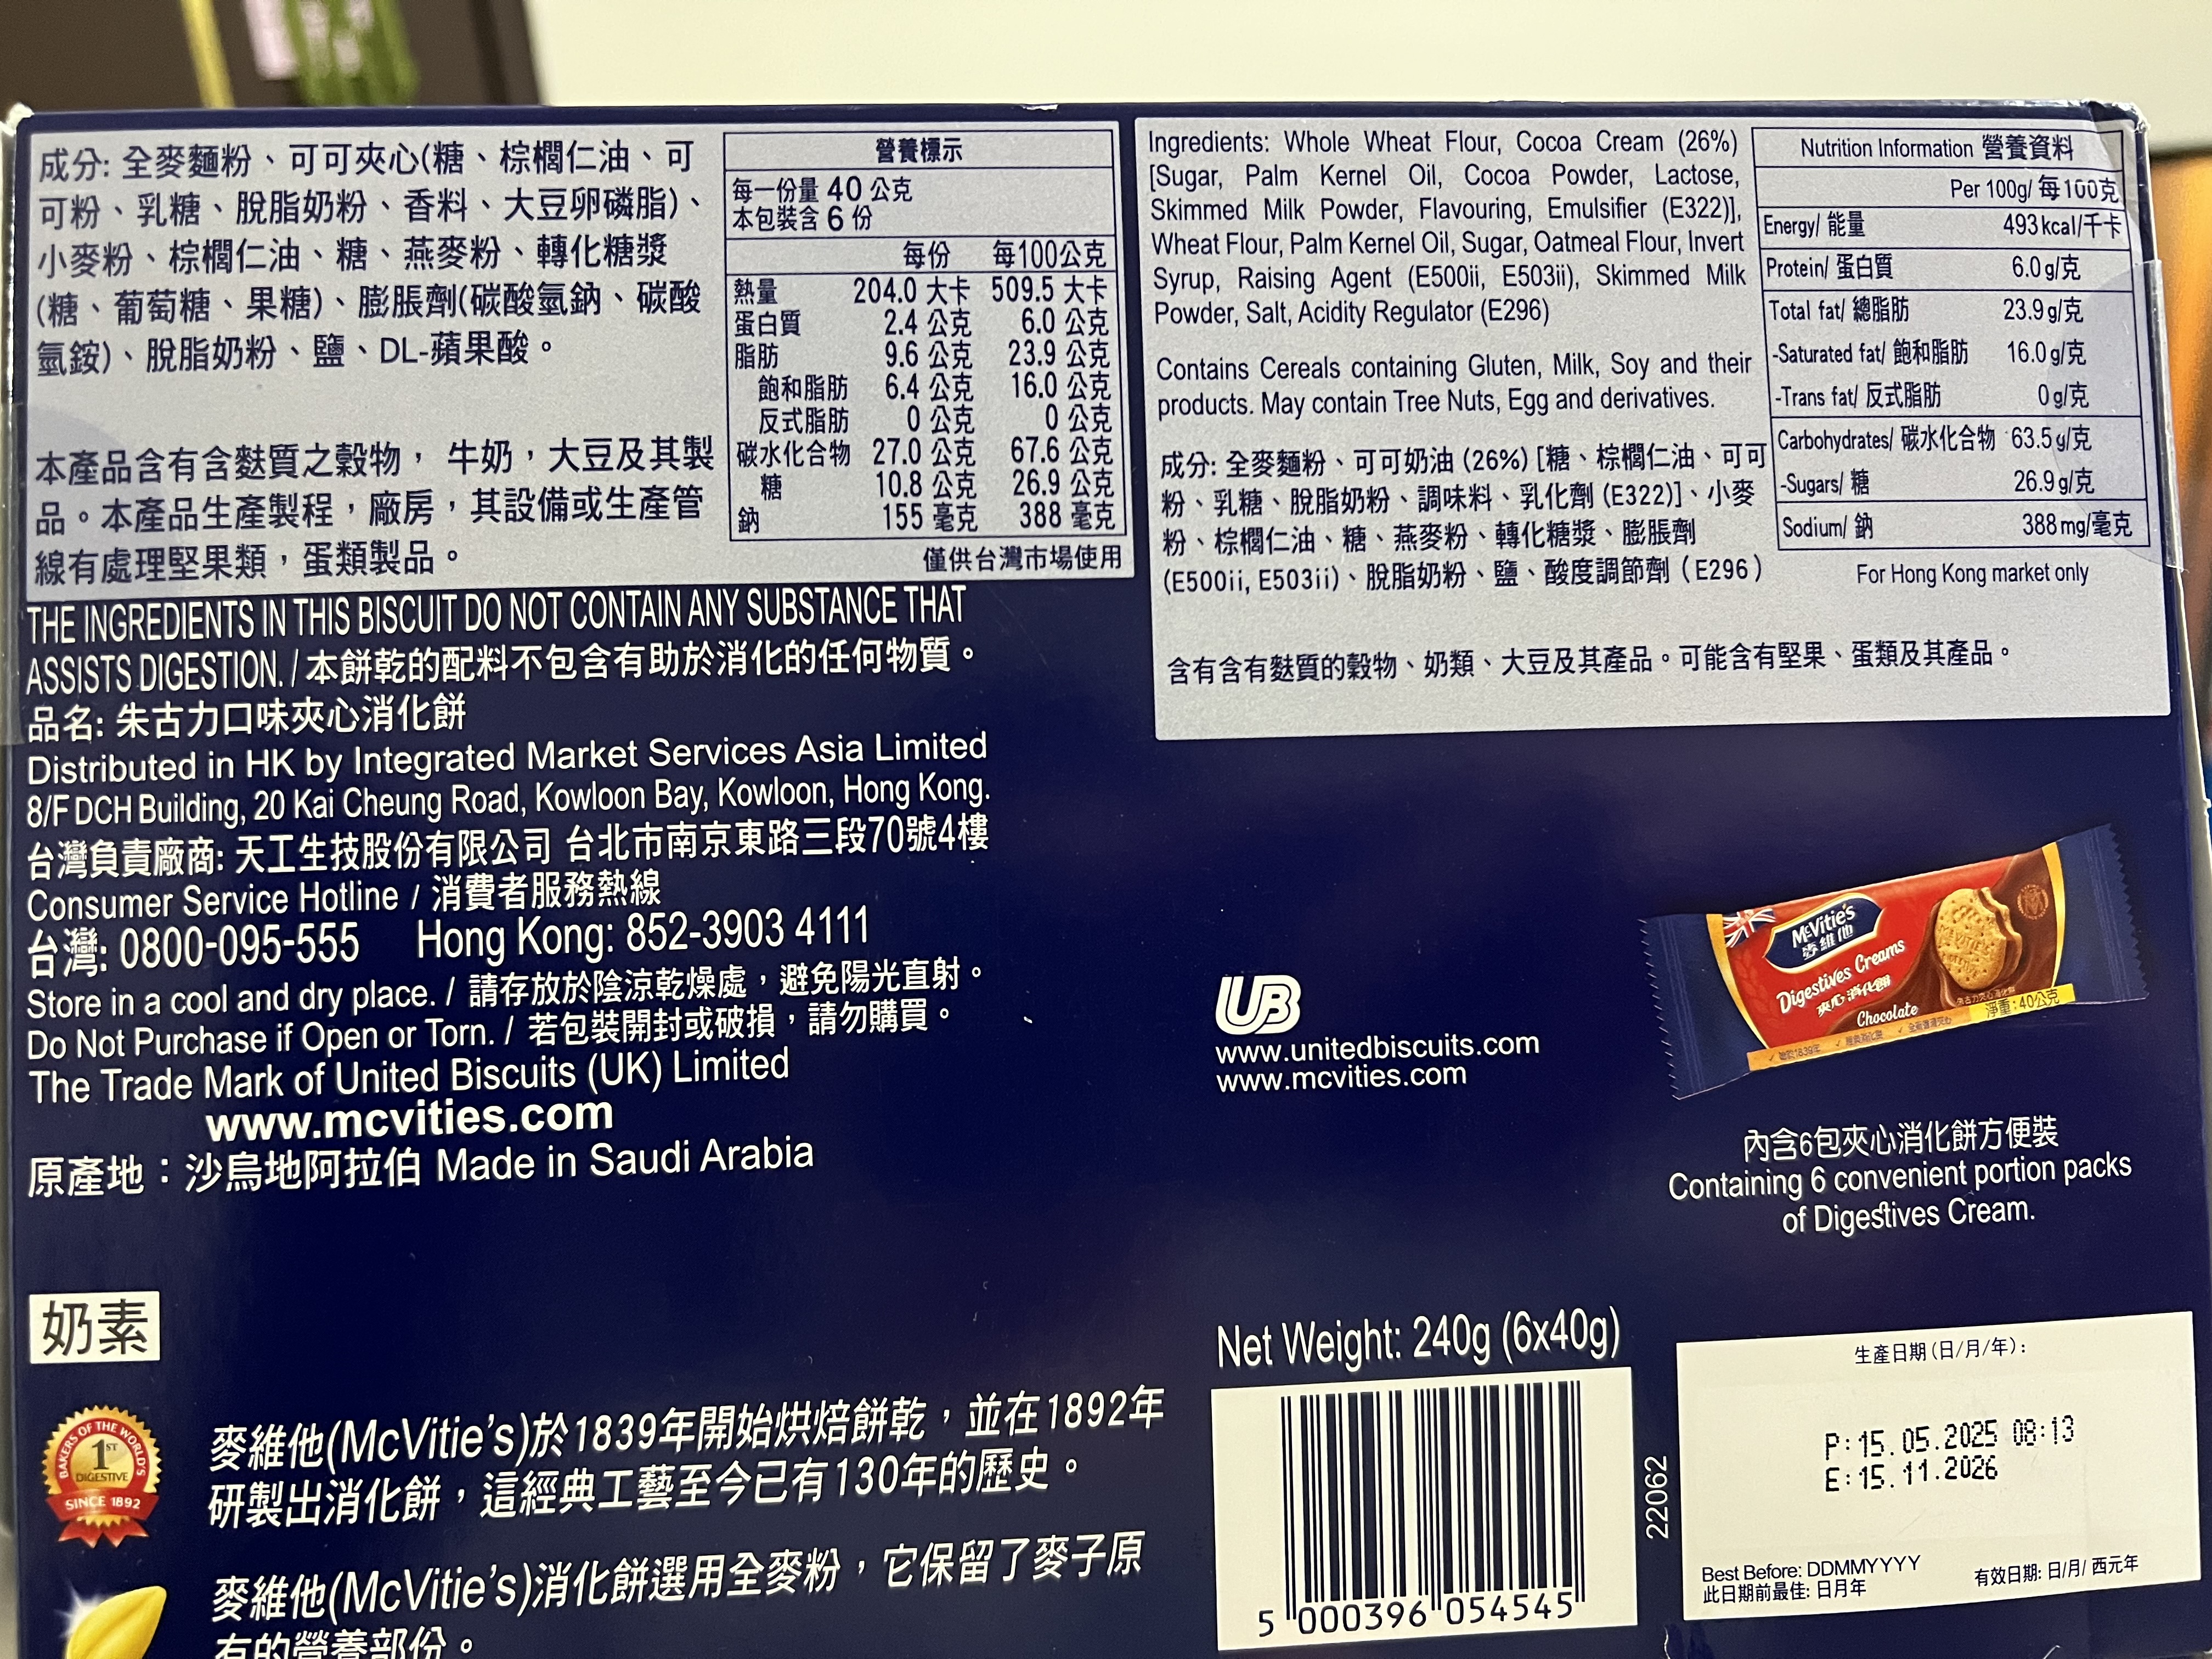 成分: 全麥麵粉、可可夾心(糖、棕櫚仁油、可
可粉、乳糖、脫脂奶粉、香料、大豆卵磷脂)、
小麥粉、棕櫚仁油、糖、燕麥粉、轉化糖漿
(糖、葡萄糖、果糖)、膨脹劑(碳酸氫鈉、碳酸
氫銨)、脫脂奶粉、鹽、DL-蘋果酸。
本產品含有含麩質之穀物，牛奶，大豆及其製
品。本產品生產製程，廠房，其設備或生產管
線有處理堅果類，蛋類製品。
營養標示
每一份量 40 公克
本包裝含 6 份
每份 每100公克
熱量 204.0 大卡 509.5 大卡
蛋白質 2.4 公克 6.0 公克
脂肪 9.6 公克 23.9 公克
飽和脂肪 6.4 公克 16.0 公克
反式脂肪 0 公克 0 公克
碳水化合物 27.0 公克 67.6 公克
糖 10.8 公克 26.9 公克
鈉 155 毫克 388 毫克
僅供台灣市場使用
Ingredients: Whole Wheat Flour, Cocoa Cream (26%)
[Sugar, Palm Kernel Oil, Cocoa Powder, Lactose,
Skimmed Milk Powder, Flavouring, Emulsifier (E322)],
Wheat Flour, Palm Kernel Oil, Sugar, Oatmeal Flour, Invert
Syrup, Raising Agent (E500ii, E503ii), Skimmed Milk
Powder, Salt, Acidity Regulator (E296)
Contains Cereals containing Gluten, Milk, Soy and their
products. May contain Tree Nuts, Egg and derivatives.
成分: 全麥麵粉、可可奶油 (26%) [糖、棕櫚仁油、可可
粉、乳糖、脫脂奶粉、調味料、乳化劑 (E322)]、小麥
粉、棕櫚仁油、糖、燕麥粉、轉化糖漿、膨脹劑
(E500ii, E503ii)、脫脂奶粉、鹽、酸度調節劑 (E296)
含有含有麩質的穀物、奶類、大豆及其產品。可能含有堅果、蛋類及其產品。
Nutrition Information 營養資料
Per 100g/ 每100克
Energy/ 能量 493 kcal/千卡
Protein/ 蛋白質 6.0 g/克
Total fat/ 總脂肪 23.9 g/克
-Saturated fat/ 飽和脂肪 16.0 g/克
-Trans fat/ 反式脂肪 0 g/克
Carbohydrates/ 碳水化合物 63.5 g/克
-Sugars/ 糖 26.9 g/克
Sodium/ 鈉 388 mg/毫克
For Hong Kong market only
THE INGREDIENTS IN THIS BISCUIT DO NOT CONTAIN ANY SUBSTANCE THAT
ASSISTS DIGESTION. / 本餅乾的配料不包含有助於消化的任何物質。
品名: 朱古力口味夾心消化餅
Distributed in HK by Integrated Market Services Asia Limited
8/F DCH Building, 20 Kai Cheung Road, Kowloon Bay, Kowloon, Hong Kong.
台灣負責廠商: 天工生技股份有限公司 台北市南京東路三段70號4樓
Consumer Service Hotline / 消費者服務熱線
台灣: 0800-095-555 Hong Kong: 852-3903 4111
Store in a cool and dry place. / 請存放於陰涼乾燥處，避免陽光直射。
Do Not Purchase if Open or Torn. / 若包裝開封或破損，請勿購買。
The Trade Mark of United Biscuits (UK) Limited
www.mcvities.com
原產地：沙烏地阿拉伯 Made in Saudi Arabia
UB
www.unitedbiscuits.com
www.mcvities.com
McVitie's
麥維他
Digestives Creams
夾心消化餅
Chocolate
淨重:40公克
內含6包夾心消化餅方便裝
Containing 6 convenient portion packs
of Digestives Cream.
奶素
BAKERS OF THE WORLD'S
1ST
DIGESTIVE
SINCE 1892
麥維他(McVitie's)於1839年開始烘焙餅乾，並在1892年
研製出消化餅，這經典工藝至今已有130年的歷史。
麥維他(McVitie's)消化餅選用全麥粉，它保留了麥子原
有的營養部份。
Net Weight: 240g (6x40g)
5 000396 054545
22062
生產日期 (日/月/年):
P: 15.05.2025 08:13
E: 15.11.2026
Best Before: DDMMYYYY
此日期前最佳: 日月年
有效日期: 日/月/ 西元年